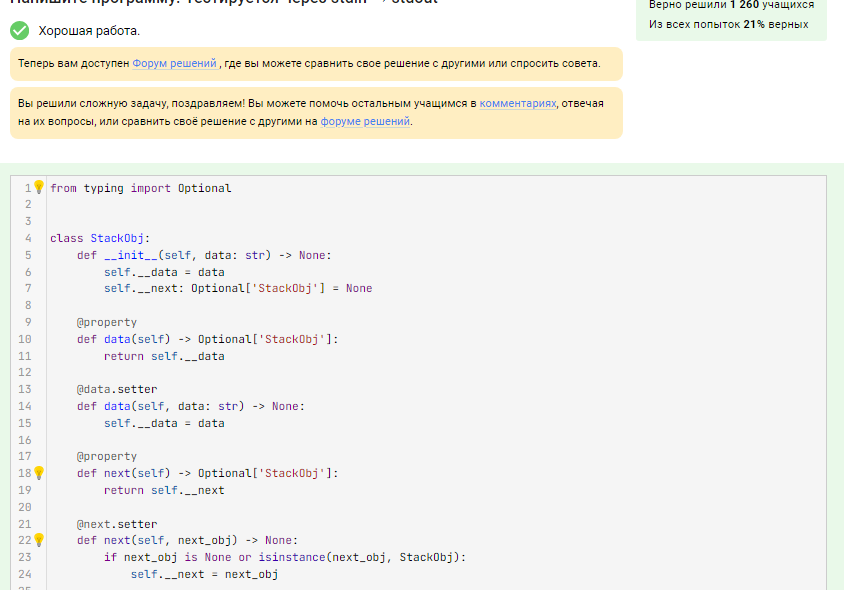 Напишите программу. Тестируется через stdin → stdout
Верно решили 1 260 учащихся
Из всех попыток 21% верных
Хорошая работа.
Теперь вам доступен Форум решений , где вы можете сравнить свое решение с другими или спросить совета.
Вы решили сложную задачу, поздравляем! Вы можете помочь остальным учащимся в комментариях, отвечая
на их вопросы, или сравнить своё решение с другими на форуме решений.
1 from typing import Optional
2
3
4 class StackObj:
5     def __init__(self, data: str) -> None:
6         self.__data = data
7         self.__next: Optional['StackObj'] = None
8
9     @property
10     def data(self) -> Optional['StackObj']:
11         return self.__data
12
13     @data.setter
14     def data(self, data: str) -> None:
15         self.__data = data
16
17     @property
18     def next(self) -> Optional['StackObj']:
19         return self.__next
20
21     @next.setter
22     def next(self, next_obj) -> None:
23         if next_obj is None or isinstance(next_obj, StackObj):
24             self.__next = next_obj
25